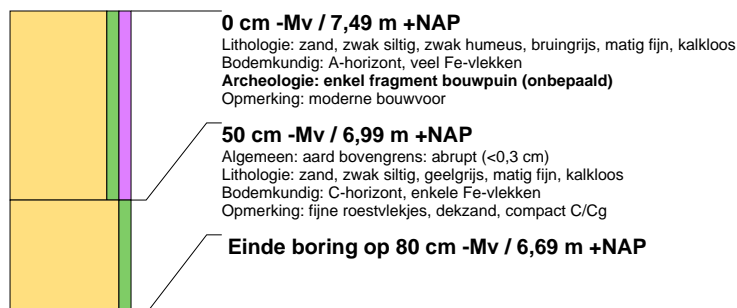 0 cm -Mv / 7,49 m +NAP
Lithologie: zand, zwak siltig, zwak humeus, bruingrijs, matig fijn, kalkloos
Bodemkundig: A-horizont, veel Fe-vlekken
Archeologie: enkel fragment bouwpuin (onbepaald)
Opmerking: moderne bouwvoor
50 cm -Mv / 6,99 m +NAP
Algemeen: aard bovengrens: abrupt (<0,3 cm)
Lithologie: zand, zwak siltig, geelgrijs, matig fijn, kalkloos
Bodemkundig: C-horizont, enkele Fe-vlekken
Opmerking: fijne roestvlekjes, dekzand, compact C/Cg
Einde boring op 80 cm -Mv / 6,69 m +NAP